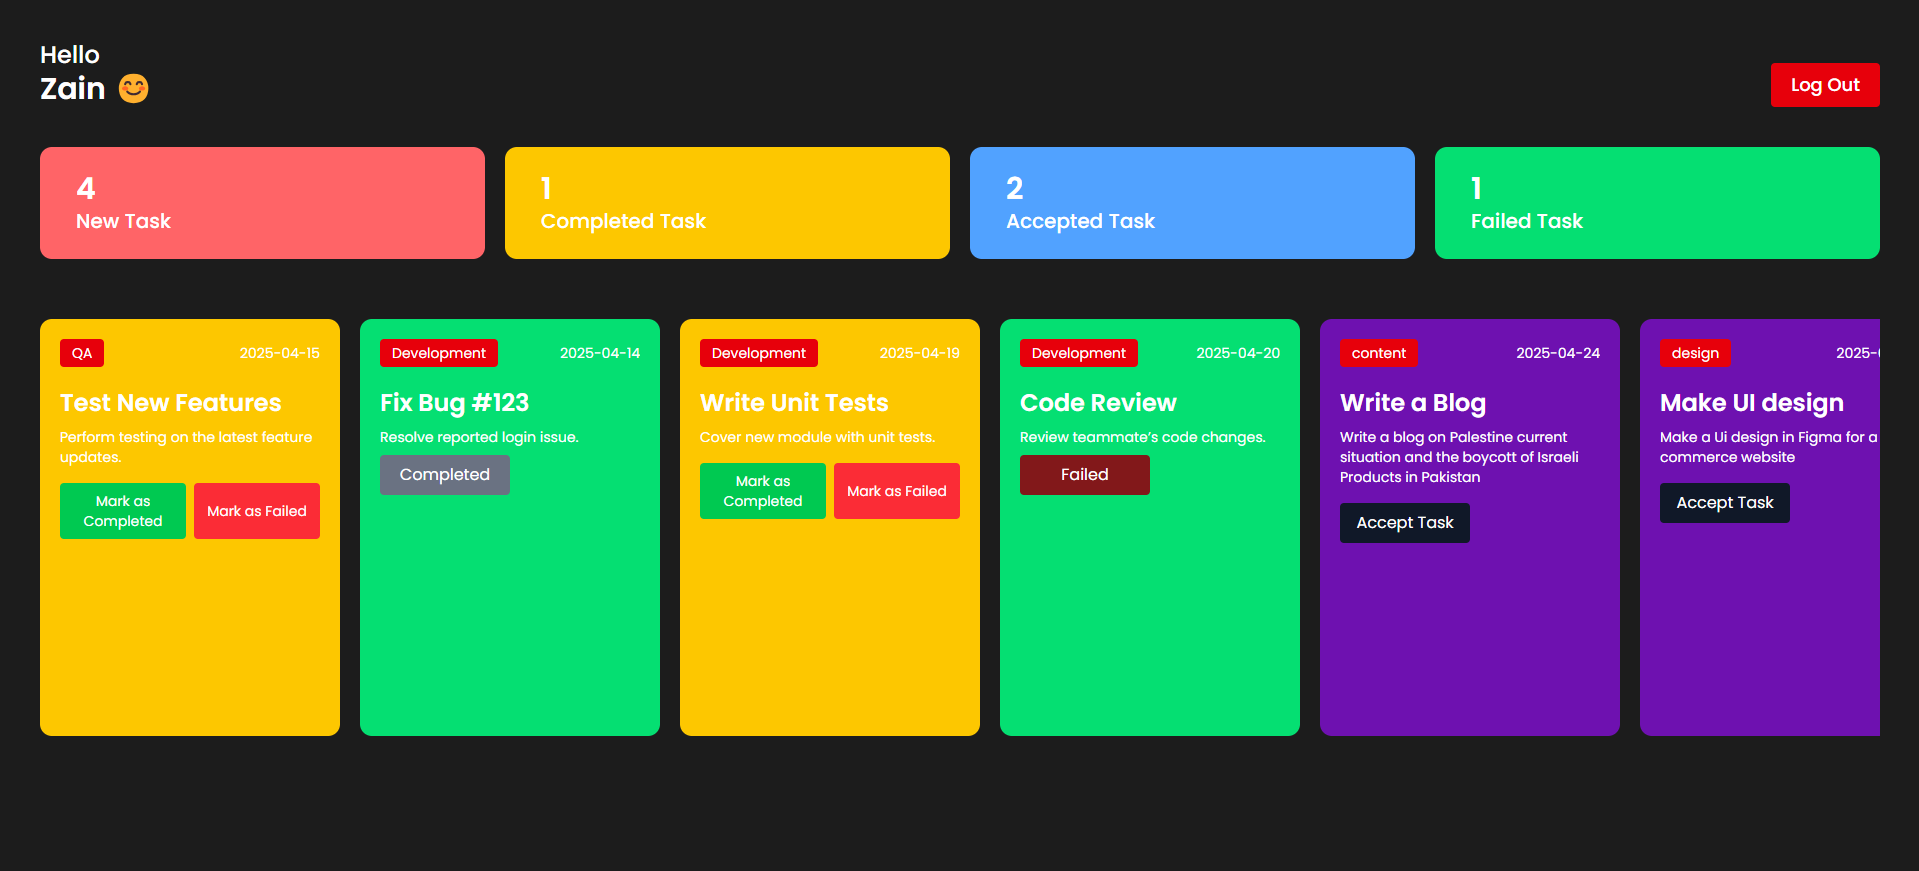 Hello
Zain 😊
Log Out
4
New Task
1
Completed Task
2
Accepted Task
1
Failed Task
QA
2025-04-15
Test New Features
Perform testing on the latest feature
updates.
Mark as
Completed
Mark as Failed
Development
2025-04-14
Fix Bug #123
Resolve reported login issue.
Completed
Development
2025-04-19
Write Unit Tests
Cover new module with unit tests.
Mark as
Completed
Mark as Failed
Development
2025-04-20
Code Review
Review teammate's code changes.
Failed
content
2025-04-24
Write a Blog
Write a blog on Palestine current
situation and the boycott of Israeli
Products in Pakistan
Accept Task
design
2025-
Make UI design
Make a Ui design in Figma for a
commerce website
Accept Task